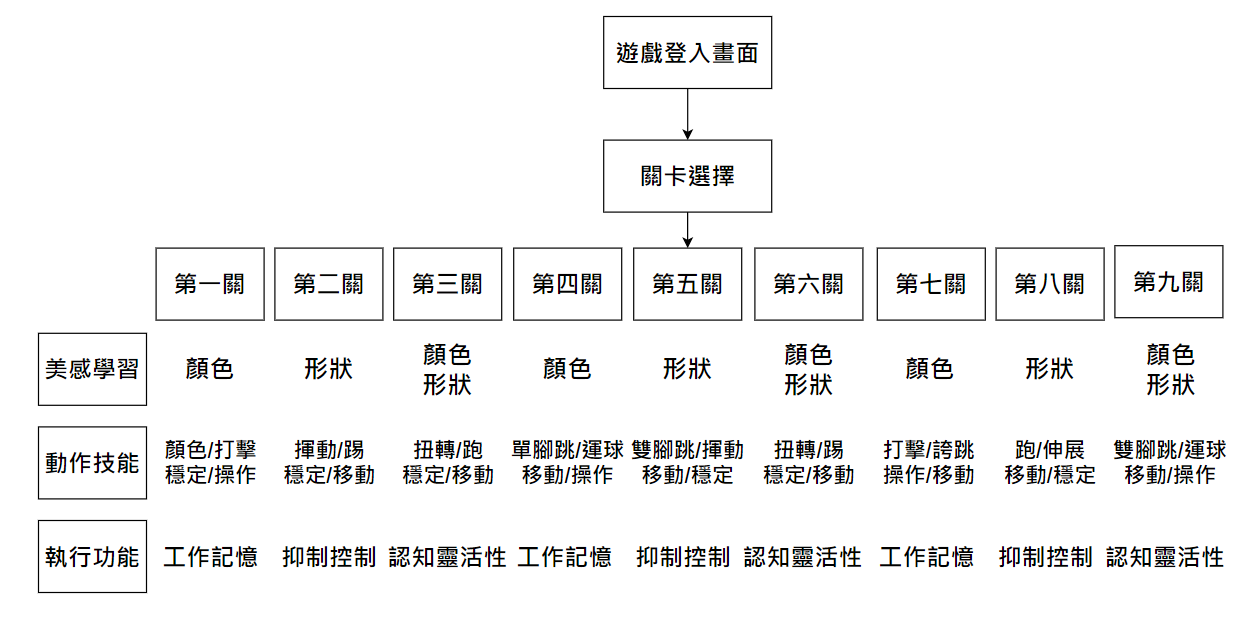 遊戲登入畫面
關卡選擇
第一關 第二關 第三關 第四關 第五關 第六關 第七關 第八關 第九關
美感學習 顏色 形狀 顏色 形狀 顏色 形狀 顏色 形狀 顏色 形狀 顏色 形狀
動作技能 顏色/打擊 揮動/踢 扭轉/跑 單腳跳/運球 雙腳跳/揮動 扭轉/踢 打擊/誇跳 跑/伸展 雙腳跳/運球
穩定/操作 穩定/移動 穩定/移動 移動/操作 移動/穩定 穩定/移動 操作/移動 移動/穩定 移動/操作
執行功能 工作記憶 抑制控制 認知靈活性 工作記憶 抑制控制 認知靈活性 工作記憶 抑制控制 認知靈活性